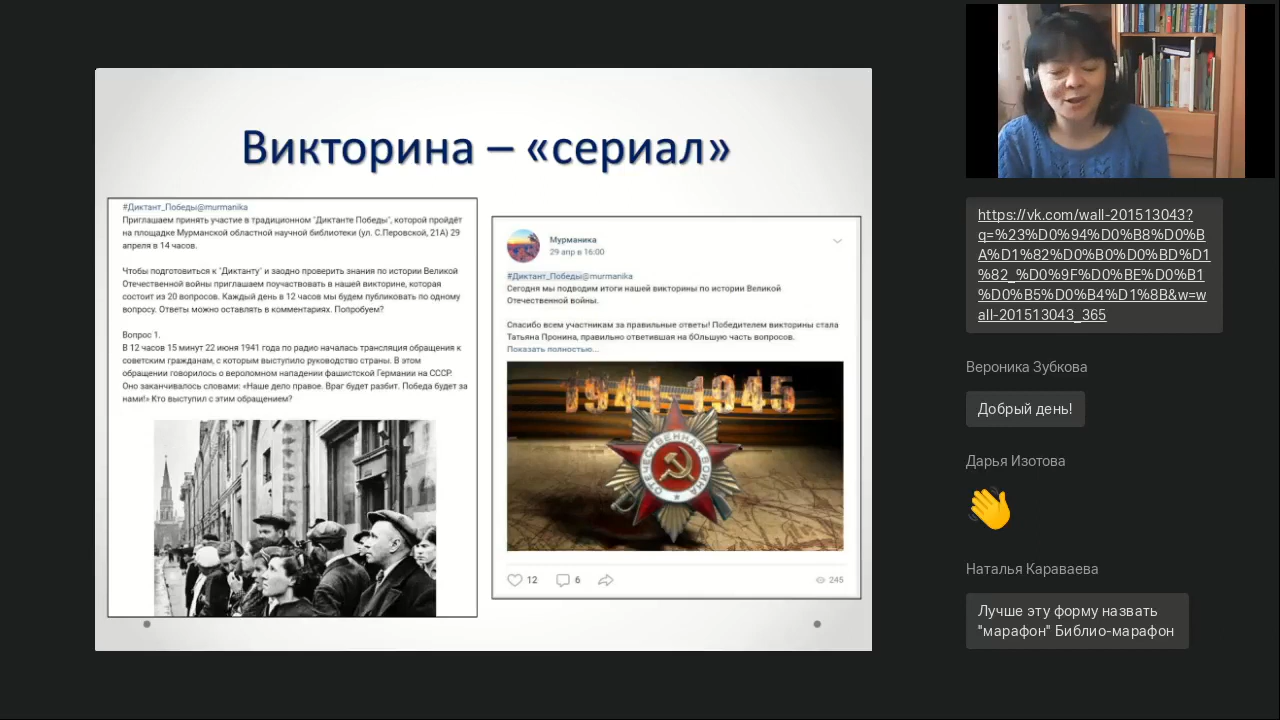 Викторина – «сериал»
#Диктант_Победы@murmanika
Приглашаем принять участие в традиционном "Диктанте Победы", которой пройдёт
на площадке Мурманской областной научной библиотеки (ул. С.Перовской, 21А) 29
апреля в 14 часов.
Чтобы подготовиться к "Диктанту" и заодно проверить знания по истории Великой
Отечественной войны приглашаем поучаствовать в нашей викторине, которая
состоит из 20 вопросов. Каждый день в 12 часов мы будем публиковать по одному
вопросу. Ответы можно оставлять в комментариях. Попробуем?
Вопрос 1.
В 12 часов 15 минут 22 июня 1941 года по радио началась трансляция обращения к
советским гражданам, с которым выступило руководство страны. В этом
обращении говорилось о вероломном нападении фашистской Германии на СССР.
Оно заканчивалось словами: «Наше дело правое. Враг будет разбит. Победа будет за
нами!» Кто выступил с этим обращением?
Мурманика
29 апр в 16:00
#Диктант_Победы@murmanika
Сегодня мы подводим итоги нашей викторины по истории Великой
Отечественной войны.
Спасибо всем участникам за правильные ответы! Победителем викторины стала
Татьяна Пронина, правильно ответившая на бОльшую часть вопросов.
Показать полностью...
1941-1945
ОТЕЧЕСТВЕННАЯ ВОЙНА
12
6
245
https://vk.com/wall-201513043?
q=%23%D0%94%D0%B8%D0%B
A%D1%82%D0%B0%D0%BD%D1
%82_%D0%9F%D0%BE%D0%B1
%D0%B5%D0%B4%D1%8B&w=w
all-201513043_365
Вероника Зубкова
Добрый день!
Дарья Изотова
Наталья Караваева
Лучше эту форму назвать
"марафон" Библио-марафон